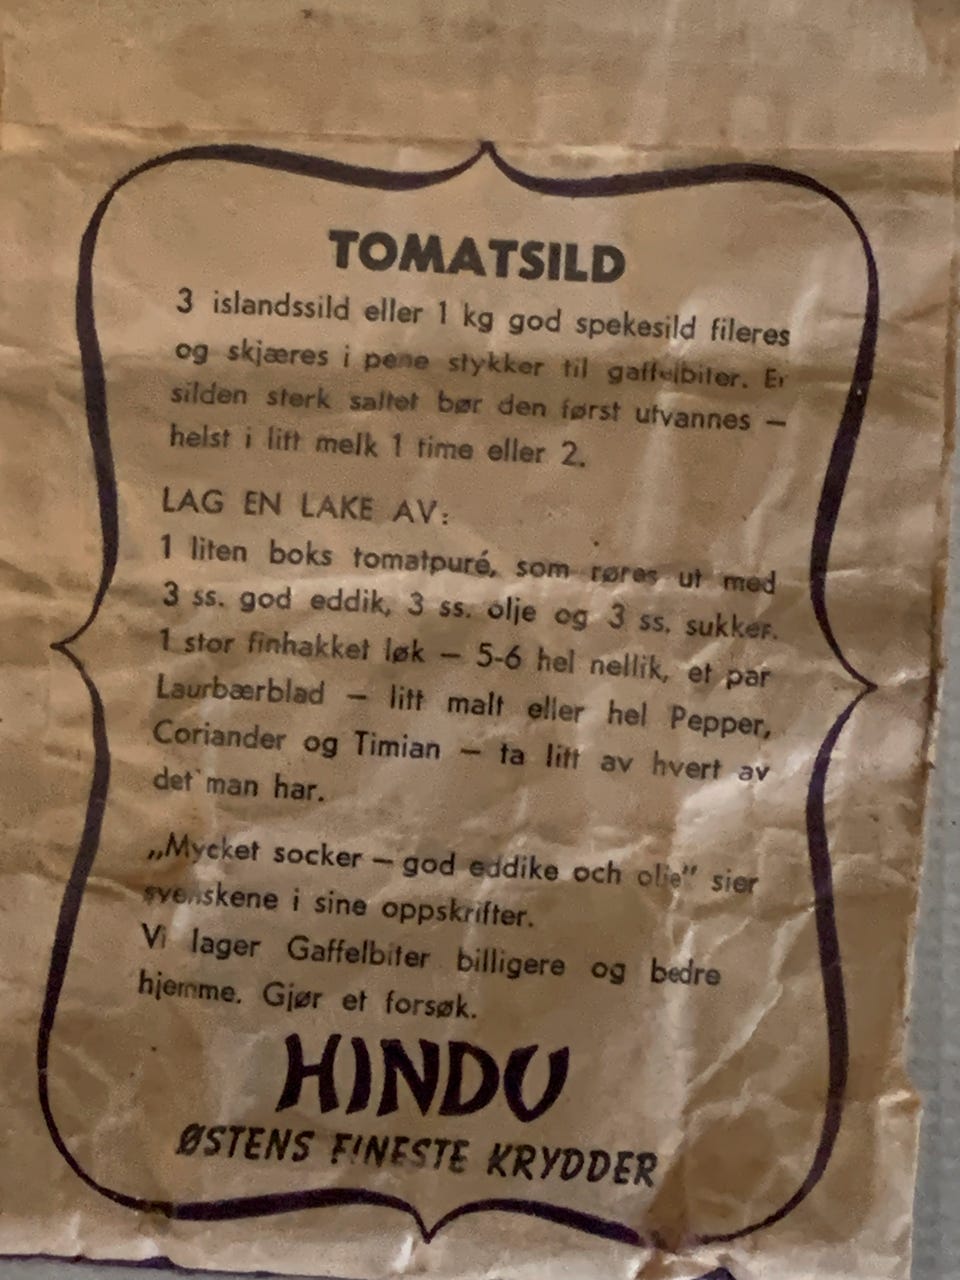 TOMATSILD
3 islandssild eller 1 kg god spekesild fileres
og skjæres i pene stykker til gaffelbiter. Er
silden sterk saltet bør den først utvannes —
helst i litt melk 1 time eller 2.
LAG EN LAKE AV:
1 liten boks tomatpuré, som røres ut med
3 ss. god eddik, 3 ss. olje og 3 ss. sukker.
1 stor finhakket løk — 5-6 hel nellik, et par
Laurbærblad — litt malt eller hel Pepper,
Coriander og Timian — ta litt av hvert av
det man har.
„Mycket socker — god eddike och olje” sier
svenskene i sine oppskrifter.
Vi lager Gaffelbiter billigere og bedre
hjemme. Gjør et forsøk.
HINDU
ØSTENS FINESTE KRYDDER